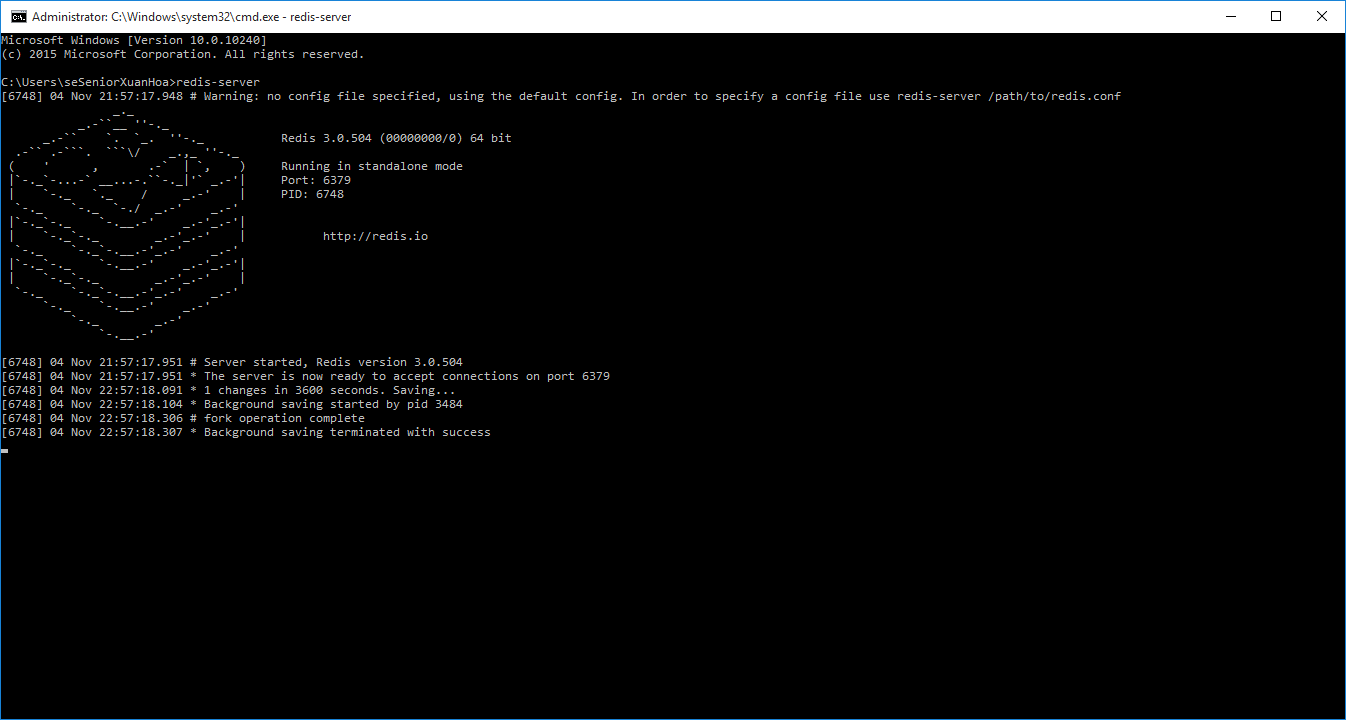 Administrator: C:\Windows\system32\cmd.exe - redis-server
Microsoft Windows [Version 10.0.10240]
(c) 2015 Microsoft Corporation. All rights reserved.
C:\Users\seSeniorXuanHoa>redis-server
[6748] 04 Nov 21:57:17.948 # Warning: no config file specified, using the default config. In order to specify a config file use redis-server /path/to/redis.conf
Redis 3.0.504 (00000000/0) 64 bit
Running in standalone mode
Port: 6379
PID: 6748
http://redis.io
[6748] 04 Nov 21:57:17.951 # Server started, Redis version 3.0.504
[6748] 04 Nov 21:57:17.951 * The server is now ready to accept connections on port 6379
[6748] 04 Nov 22:57:18.091 * 1 changes in 3600 seconds. Saving...
[6748] 04 Nov 22:57:18.104 * Background saving started by pid 3484
[6748] 04 Nov 22:57:18.306 # fork operation complete
[6748] 04 Nov 22:57:18.307 * Background saving terminated with success